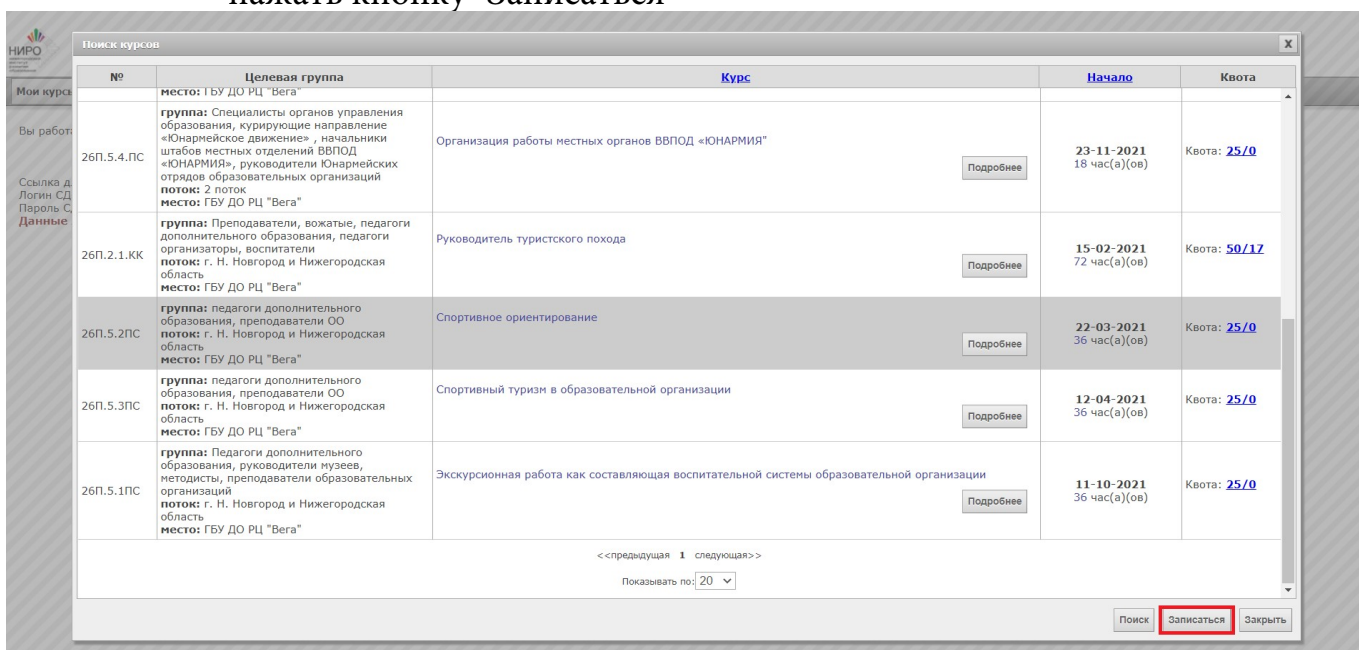 нажать кнопку "Записаться"
НИРО
Поиск курсов
X
№ Целевая группа Курс Начало Квота
Мои курсы
место: ГБУ ДО РЦ "Вега"
26П.5.4.ПС
группа: Специалисты органов управления
образования, курирующие направление
«Юнармейское движение» , начальники
штабов местных отделений ВВПОД
«ЮНАРМИЯ», руководители Юнармейских
отрядов образовательных организаций
поток: 2 поток
место: ГБУ ДО РЦ "Вега"
Организация работы местных органов ВВПОД «ЮНАРМИЯ"
Подробнее
23-11-2021
18 час(а)(ов)
Квота: 25/0
Вы работ
Ссылка д
Логин СД
Пароль С
Данные
26П.2.1.КК
группа: Преподаватели, вожатые, педагоги
дополнительного образования, педагоги
организаторы, воспитатели
поток: г. Н. Новгород и Нижегородская
область
место: ГБУ ДО РЦ "Вега"
Руководитель туристского похода
Подробнее
15-02-2021
72 час(а)(ов)
Квота: 50/17
26П.5.2ПС
группа: педагоги дополнительного
образования, преподаватели ОО
поток: г. Н. Новгород и Нижегородская
область
место: ГБУ ДО РЦ "Вега"
Спортивное ориентирование
Подробнее
22-03-2021
36 час(а)(ов)
Квота: 25/0
26П.5.3ПС
группа: педагоги дополнительного
образования, преподаватели ОО
поток: г. Н. Новгород и Нижегородская
область
место: ГБУ ДО РЦ "Вега"
Спортивный туризм в образовательной организации
Подробнее
12-04-2021
36 час(а)(ов)
Квота: 25/0
26П.5.1ПС
группа: Педагоги дополнительного
образования, руководители музеев,
методисты, преподаватели образовательных
организаций
поток: г. Н. Новгород и Нижегородская
область
место: ГБУ ДО РЦ "Вега"
Экскурсионная работа как составляющая воспитательной системы образовательной организации
Подробнее
11-10-2021
36 час(а)(ов)
Квота: 25/0
<<предыдущая 1 следующая>>
Показывать по: 20
Поиск Записаться Закрыть